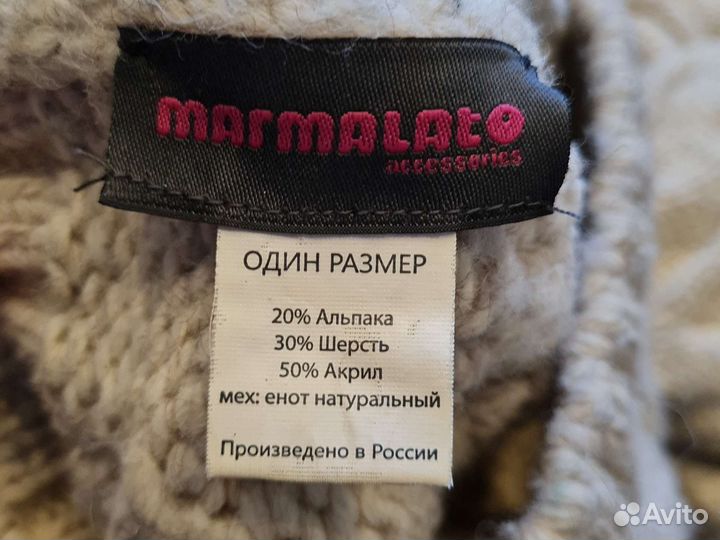 marmalato
accessories
ОДИН РАЗМЕР
20% Альпака
30% Шерсть
50% Акрил
мех: енот натуральный
Произведено в России
Avito